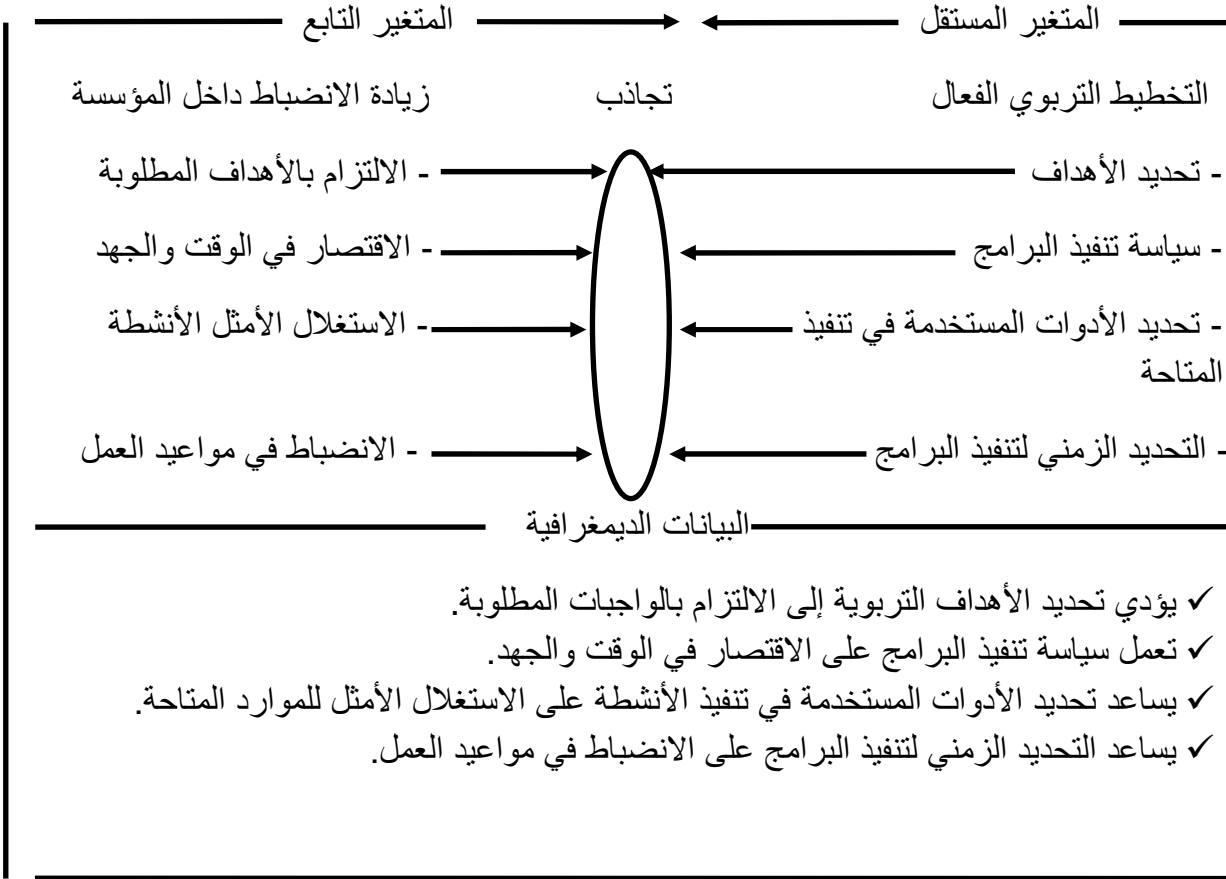 المتغير المستقل المتغير التابع
التخطيط التربوي الفعال تجاذب زيادة الانضباط داخل المؤسسة
- تحديد الأهداف - الالتزام بالأهداف المطلوبة
- سياسة تنفيذ البرامج - الاقتصار في الوقت والجهد
- تحديد الأدوات المستخدمة في تنفيذ - الاستغلال الأمثل الأنشطة
المتاحة
- التحديد الزمني لتنفيذ البرامج - الانضباط في مواعيد العمل
البيانات الديمغرافية
✓ يؤدي تحديد الأهداف التربوية إلى الالتزام بالواجبات المطلوبة.
✓ تعمل سياسة تنفيذ البرامج على الاقتصار في الوقت والجهد.
✓ يساعد تحديد الأدوات المستخدمة في تنفيذ الأنشطة على الاستغلال الأمثل للموارد المتاحة.
✓ يساعد التحديد الزمني لتنفيذ البرامج على الانضباط في مواعيد العمل.